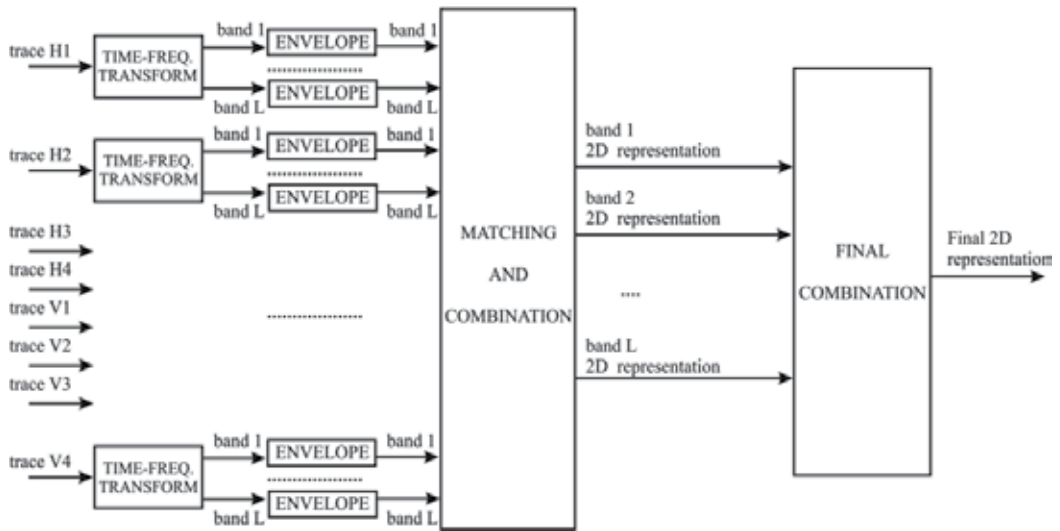 trace H1
TIME-FREQ.
TRANSFORM
band 1
ENVELOPE
band 1
band L
ENVELOPE
band L
trace H2
TIME-FREQ.
TRANSFORM
band 1
ENVELOPE
band 1
band L
ENVELOPE
band L
trace H3
trace H4
trace V1
trace V2
trace V3
trace V4
TIME-FREQ.
TRANSFORM
band 1
ENVELOPE
band 1
band L
ENVELOPE
band L
MATCHING
AND
COMBINATION
band 1
2D representation
band 2
2D representation
....
band L
2D representation
FINAL
COMBINATION
Final 2D
representation